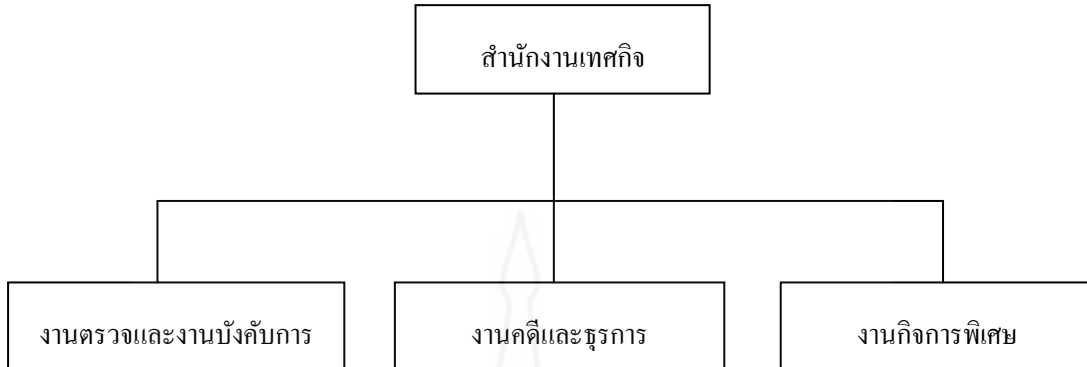 สำนักงานเทศกิจ
งานตรวจและงานบังคับการ
งานคดีและธุรการ
งานกิจการพิเศษ